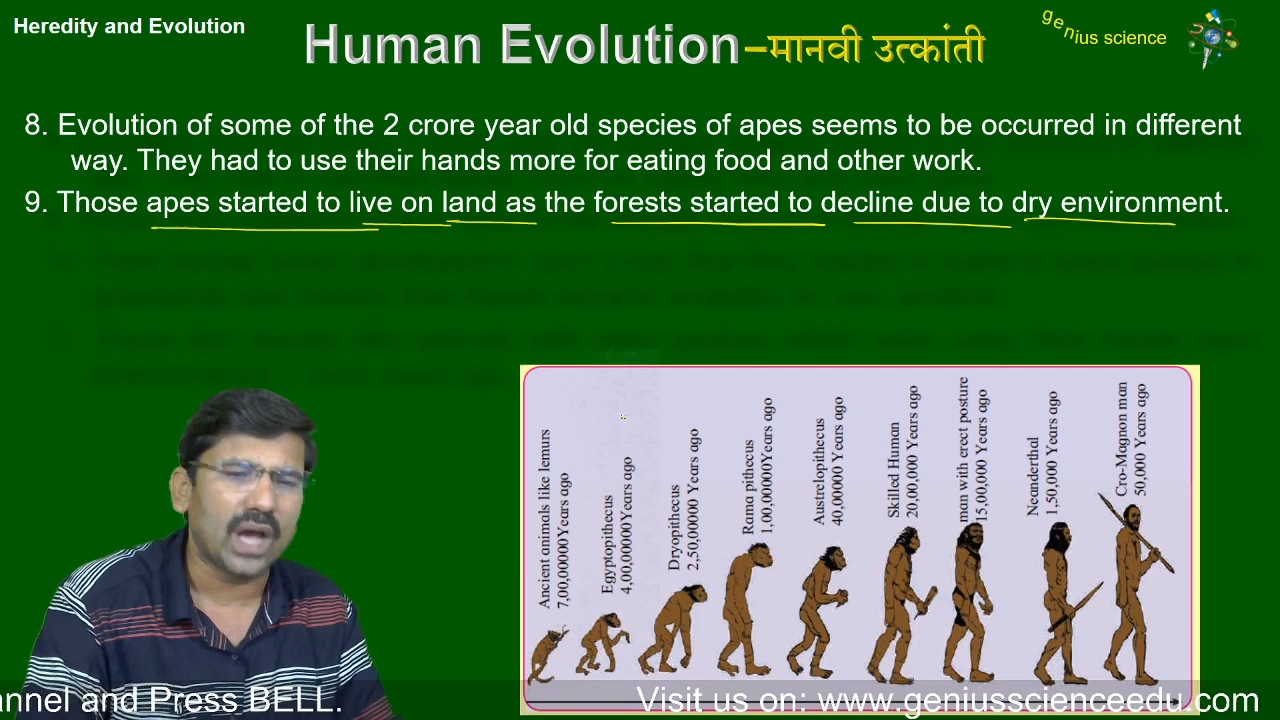 Heredity and Evolution
Human Evolution–मानवी उत्कांती
genius science
8. Evolution of some of the 2 crore year old species of apes seems to be occurred in different
way. They had to use their hands more for eating food and other work.
9. Those apes started to live on land as the forests started to decline due to dry environment.
Ancient animals like lemurs
7,00,00000Years ago
Egyptopithecus
4,00,00000Years ago
Dryopithecus
2,50,00000 Years ago
Rama pithecus
1,00,00000Years ago
Austrelopithecus
40,00000 Years ago
Skilled Human
20,00,000 Years ago
man with erect posture
15,00,000 Years ago
Neanderthal
1,50,000 Years ago
Cro-Magnon man
50,000 Years ago
annel and Press BELL.
Visit us on: www.geniusscienceedu.com